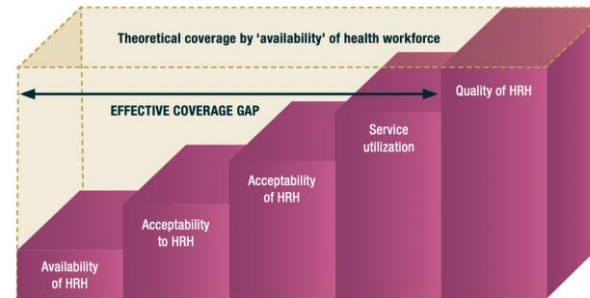 Theoretical coverage by ‘availability’ of health workforce
EFFECTIVE COVERAGE GAP
Availability
of HRH
Acceptability
to HRH
Acceptability
of HRH
Service
utilization
Quality of HRH